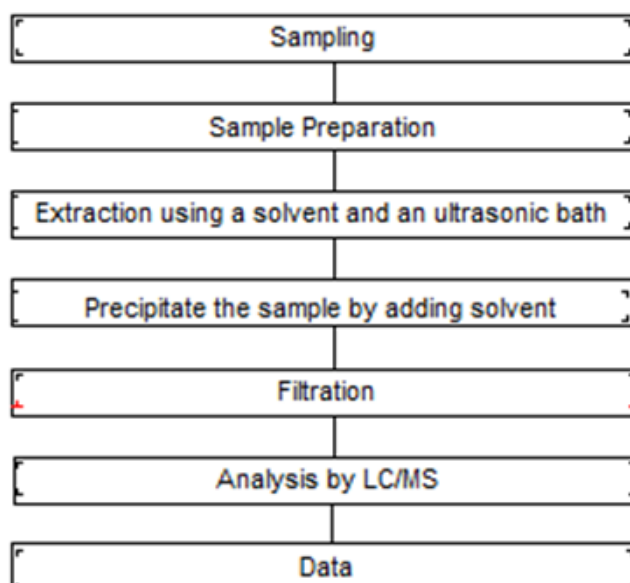 Sampling
Sample Preparation
Extraction using a solvent and an ultrasonic bath
Precipitate the sample by adding solvent
Filtration
Analysis by LC/MS
Data